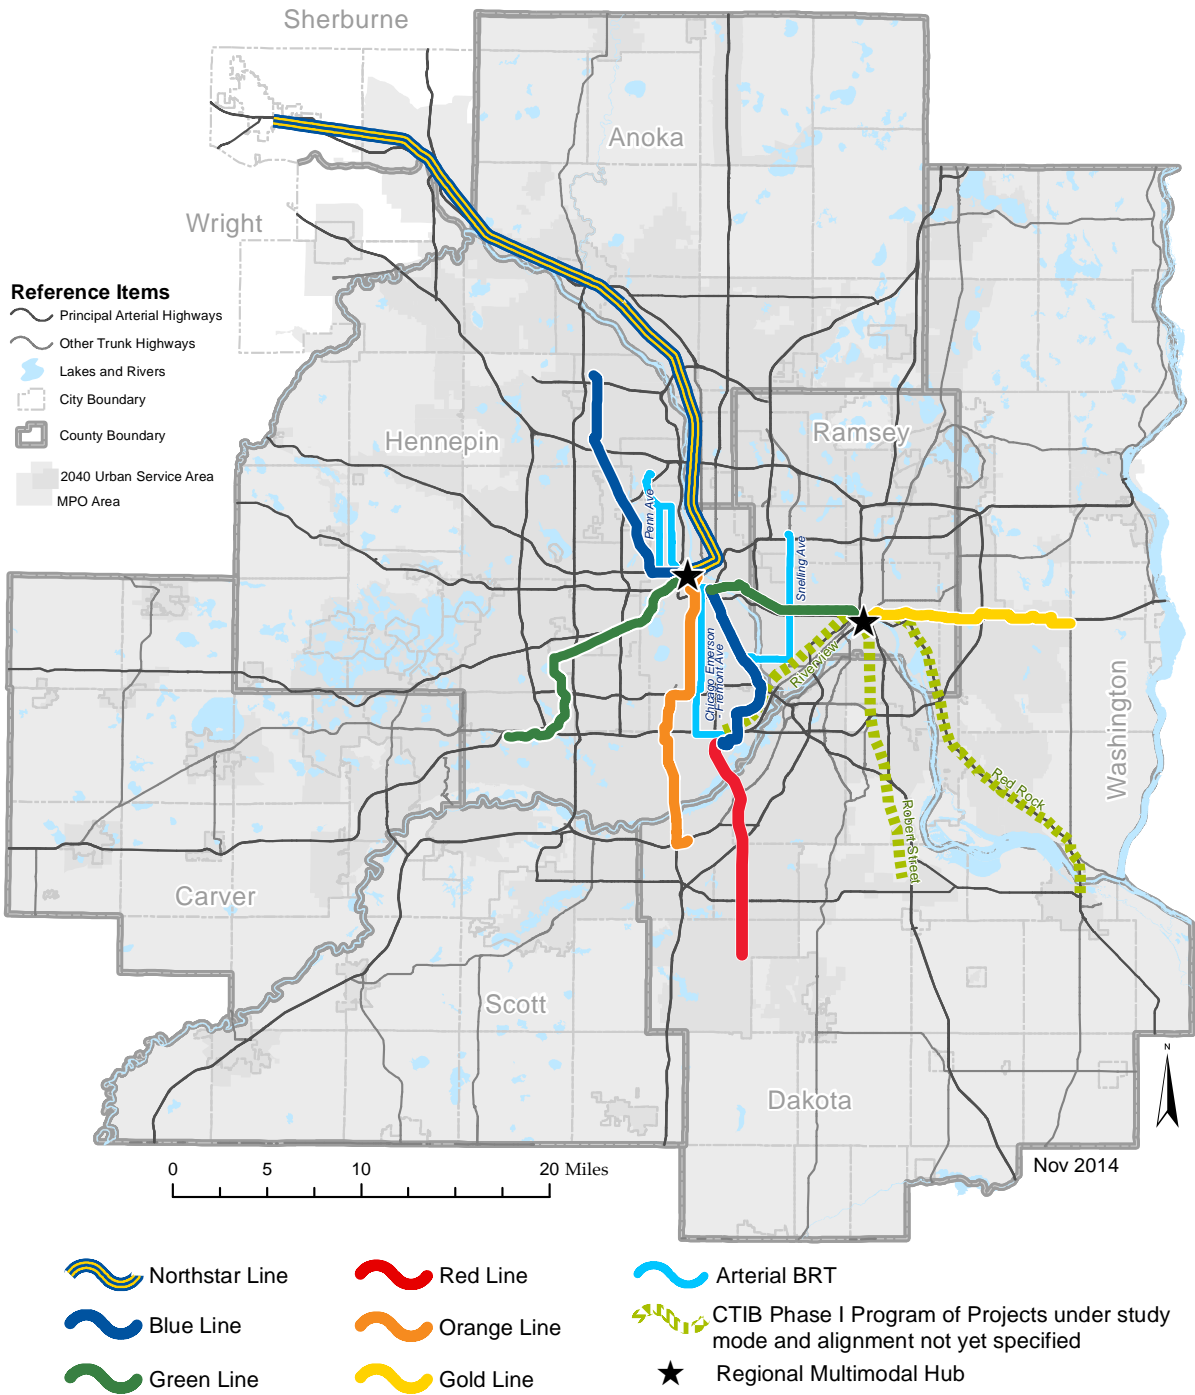 Sherburne
Anoka
Wright
Reference Items
Principal Arterial Highways
Other Trunk Highways
Lakes and Rivers
City Boundary
County Boundary
2040 Urban Service Area
MPO Area
Hennepin
Ramsey
Penn Ave
Snelling Ave
Chicago Emerson
- Fremont Ave
Riverview
Washington
Red Rock
Robert Street
Carver
Scott
Dakota
N
Nov 2014
0 5 10 20 Miles
Northstar Line
Blue Line
Green Line
Red Line
Orange Line
Gold Line
Arterial BRT
CTIB Phase I Program of Projects under study
mode and alignment not yet specified
Regional Multimodal Hub